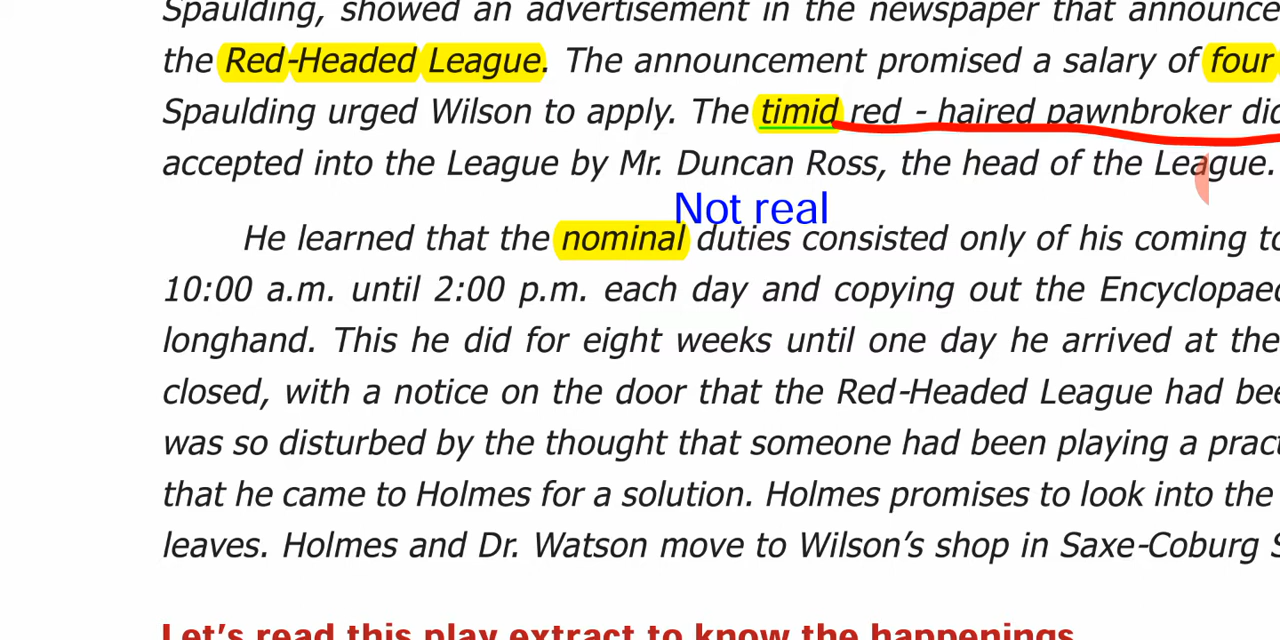 Spaulding, showed an advertisement in the newspaper that announce
the Red-Headed League. The announcement promised a salary of four
Spaulding urged Wilson to apply. The timid red - haired pawnbroker did
accepted into the League by Mr. Duncan Ross, the head of the League.
Not real
He learned that the nominal duties consisted only of his coming to
10:00 a.m. until 2:00 p.m. each day and copying out the Encyclopaed
longhand. This he did for eight weeks until one day he arrived at the
closed, with a notice on the door that the Red-Headed League had bee
was so disturbed by the thought that someone had been playing a pract
that he came to Holmes for a solution. Holmes promises to look into the
leaves. Holmes and Dr. Watson move to Wilson's shop in Saxe-Coburg S
Let's read this play extract to know the happenings